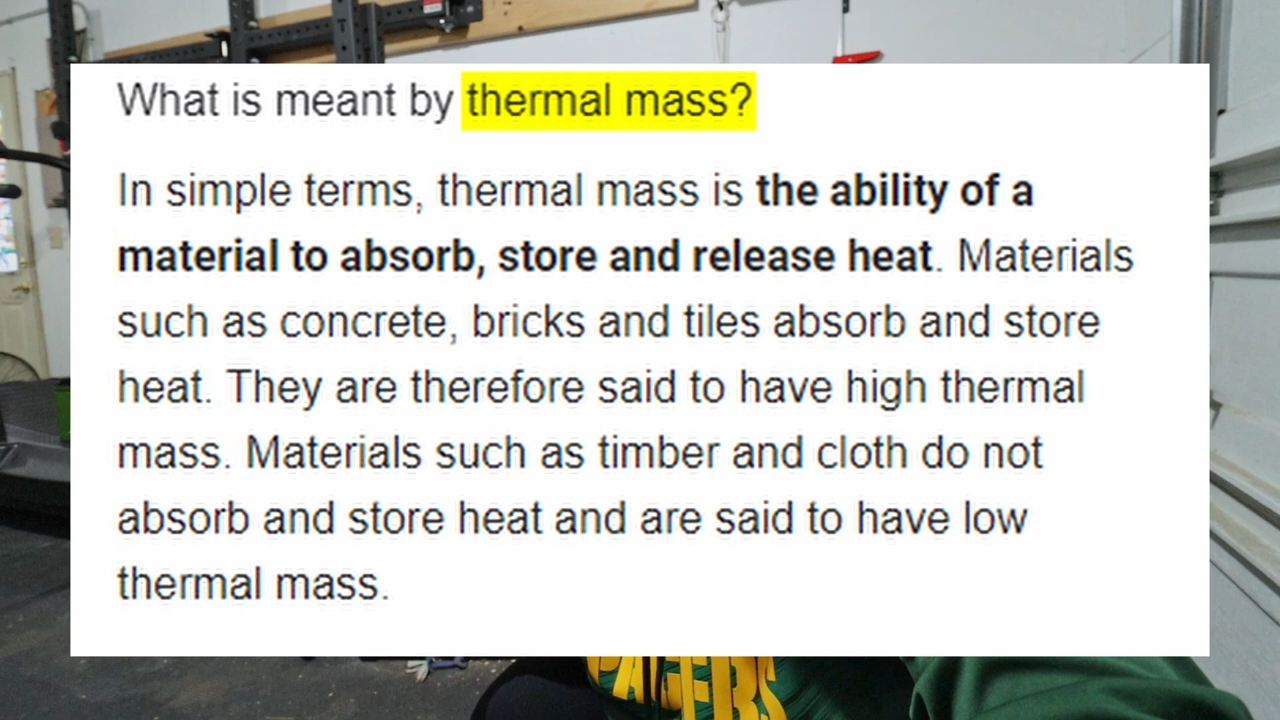 What is meant by thermal mass?
In simple terms, thermal mass is the ability of a
material to absorb, store and release heat. Materials
such as concrete, bricks and tiles absorb and store
heat. They are therefore said to have high thermal
mass. Materials such as timber and cloth do not
absorb and store heat and are said to have low
thermal mass.